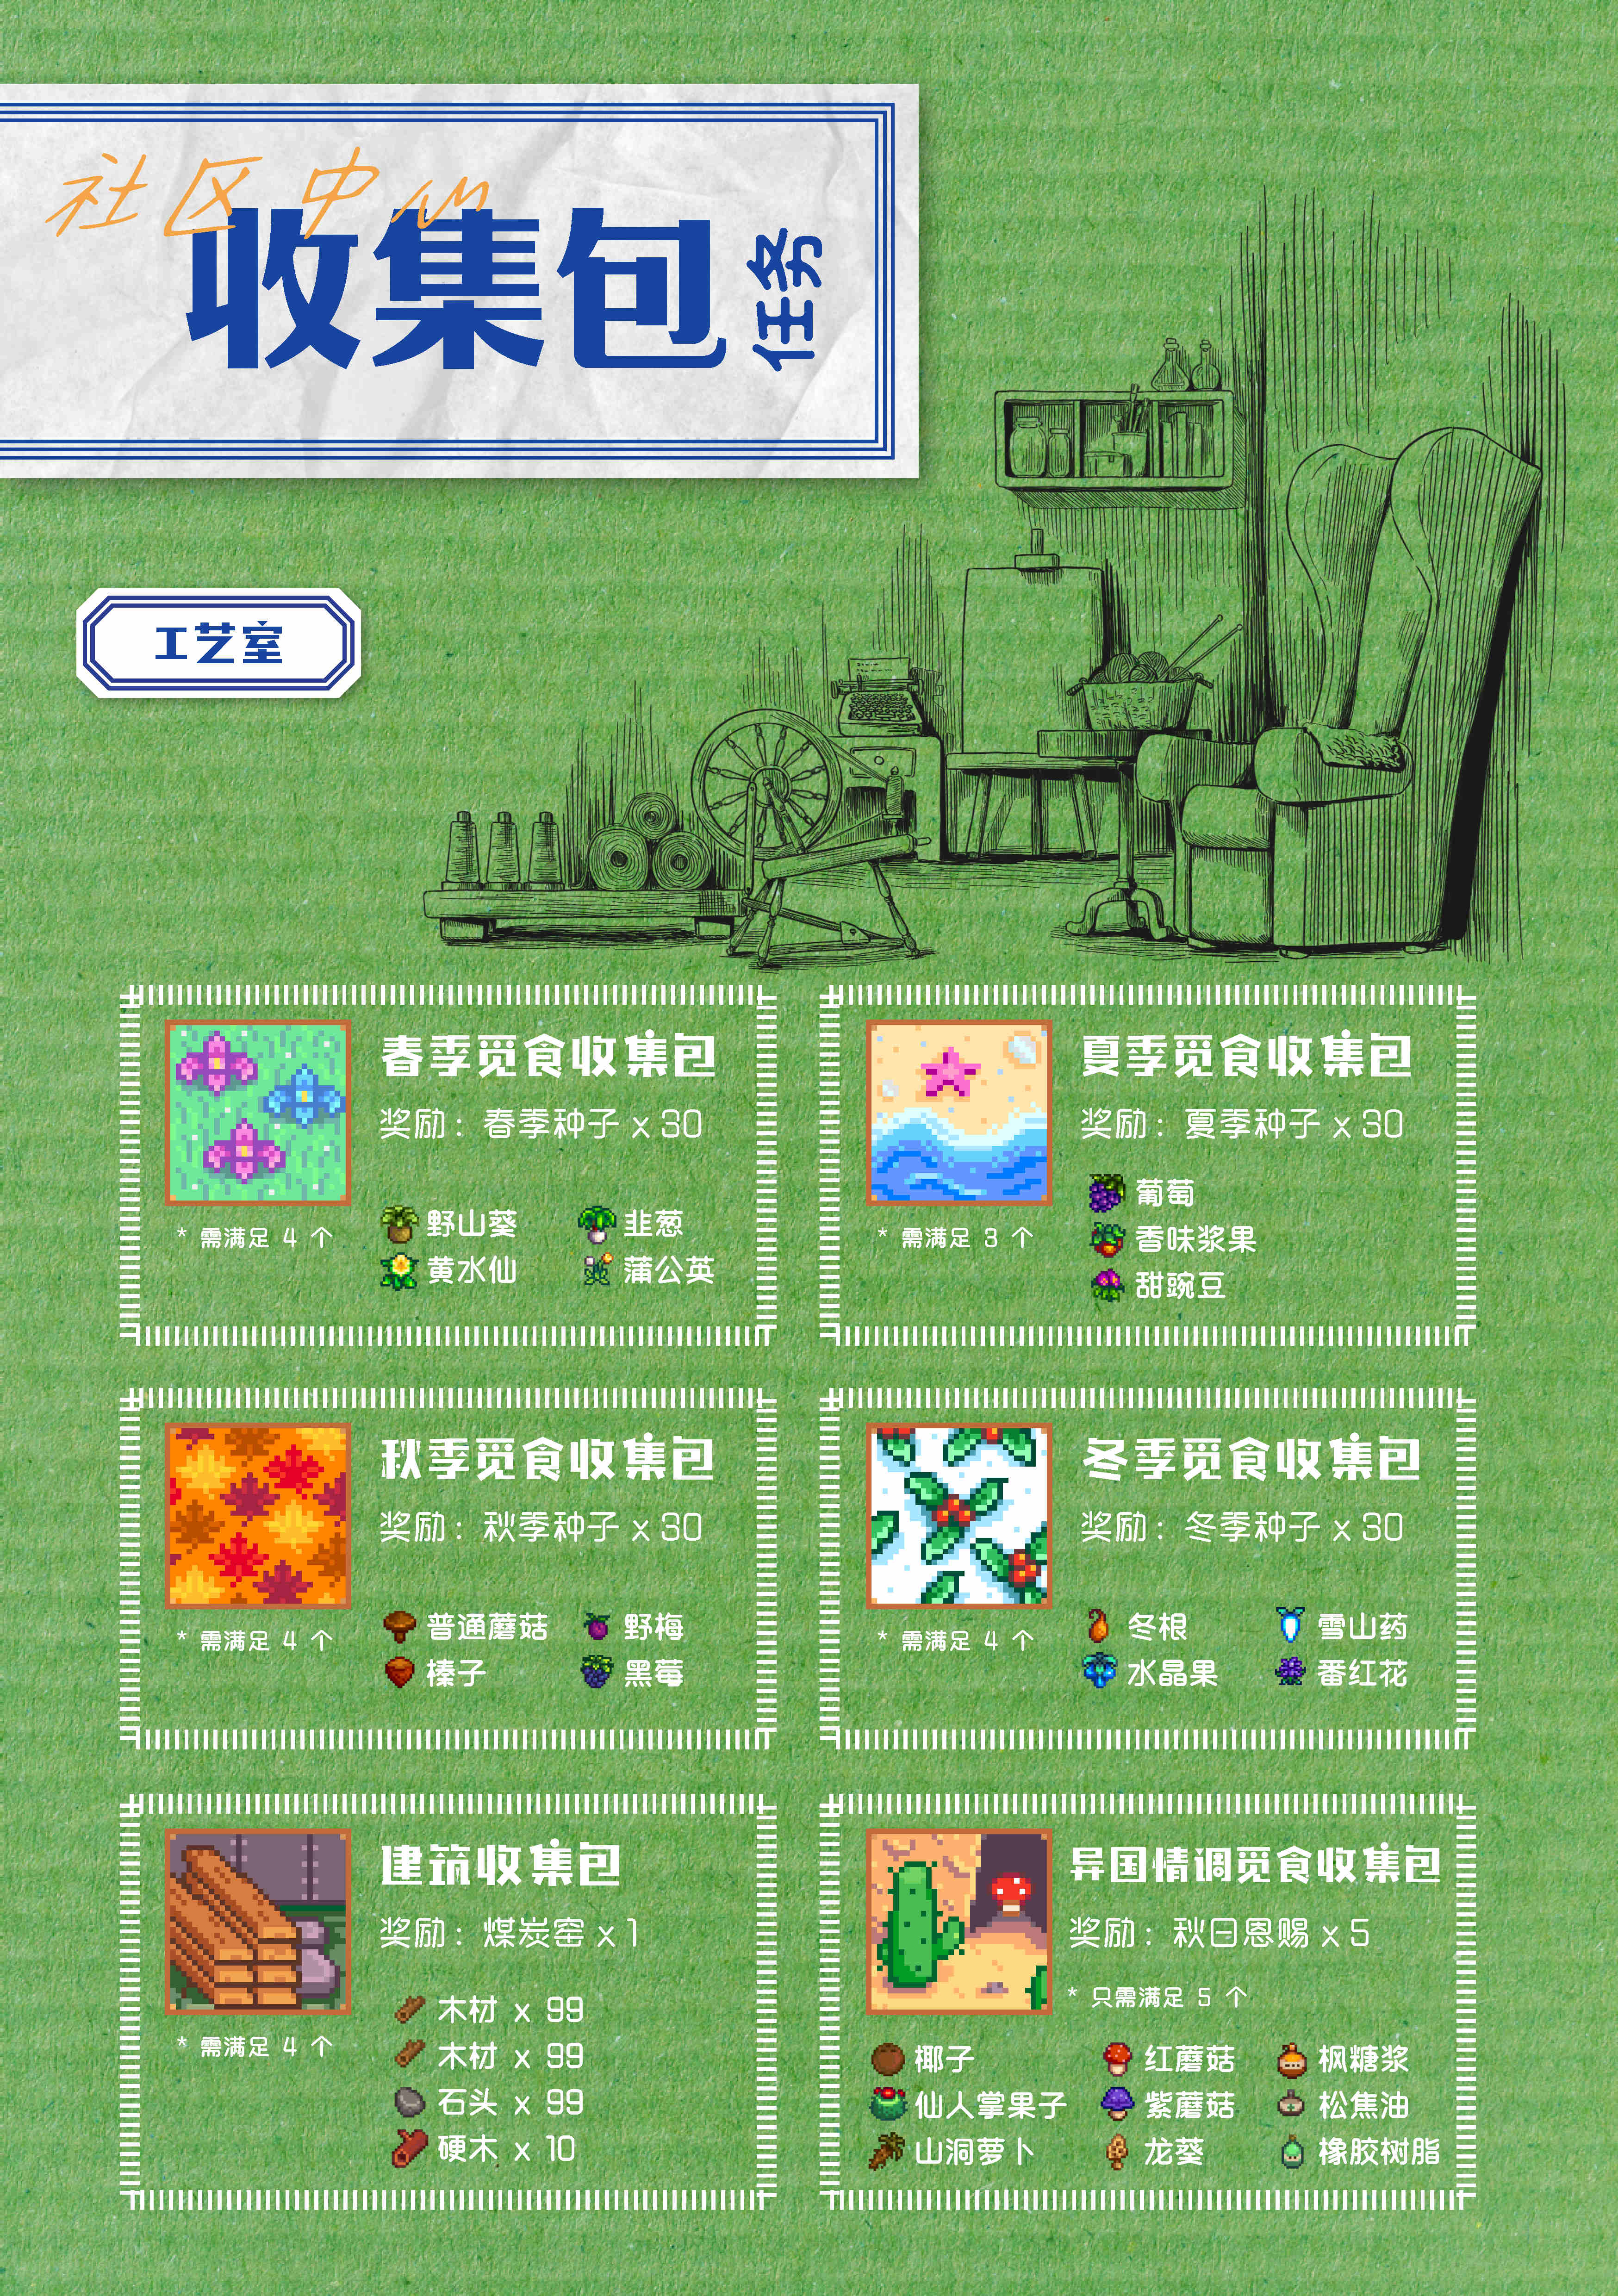 社区中心
收集包
任务
工艺室
春季觅食收集包
奖励：春季种子 x 30
* 需满足 4 个
野山葵
韭葱
黄水仙
蒲公英
夏季觅食收集包
奖励：夏季种子 x 30
* 需满足 3 个
葡萄
香味浆果
甜豌豆
秋季觅食收集包
奖励：秋季种子 x 30
* 需满足 4 个
普通蘑菇
野梅
榛子
黑莓
冬季觅食收集包
奖励：冬季种子 x 30
* 需满足 4 个
冬根
雪山药
水晶果
番红花
建筑收集包
奖励：煤炭窑 x 1
* 需满足 4 个
木材 x 99
木材 x 99
石头 x 99
硬木 x 10
异国情调觅食收集包
奖励：秋日恩赐 x 5
* 只需满足 5 个
椰子
红蘑菇
枫糖浆
仙人掌果子
紫蘑菇
松焦油
山洞萝卜
龙葵
橡胶树脂